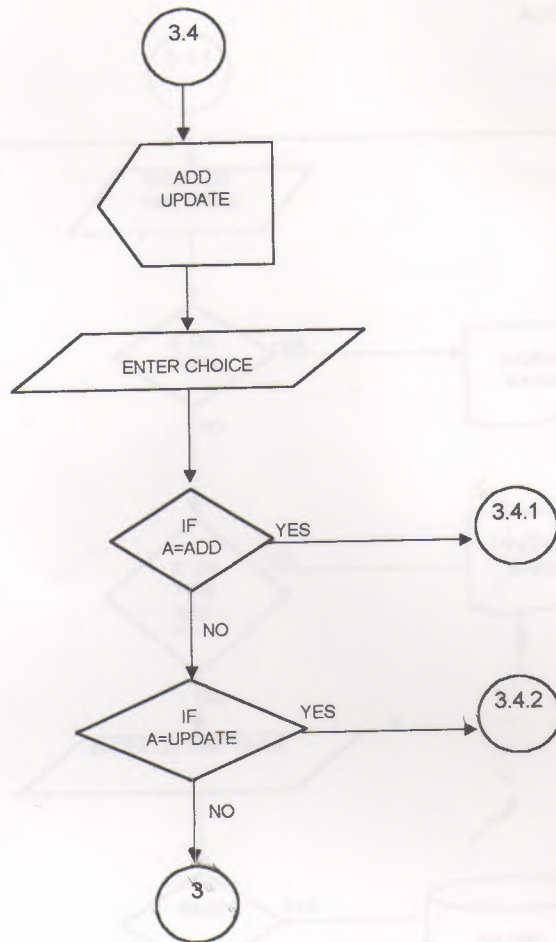 3.4
ADD
UPDATE
ENTER CHOICE
IF
A=ADD
YES
3.4.1
NO
IF
A=UPDATE
YES
3.4.2
NO
3